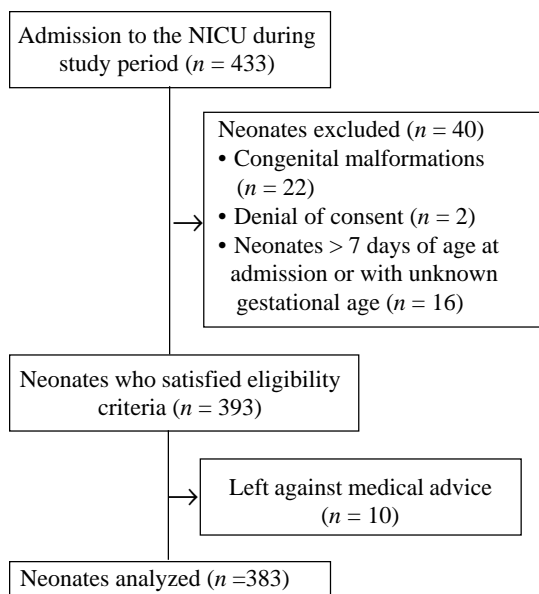 Admission to the NICU during
study period (n = 433)
Neonates excluded (n = 40)
• Congenital malformations
(n = 22)
• Denial of consent (n = 2)
• Neonates > 7 days of age at
admission or with unknown
gestational age (n = 16)
Neonates who satisfied eligibility
criteria (n = 393)
Left against medical advice
(n = 10)
Neonates analyzed (n =383)